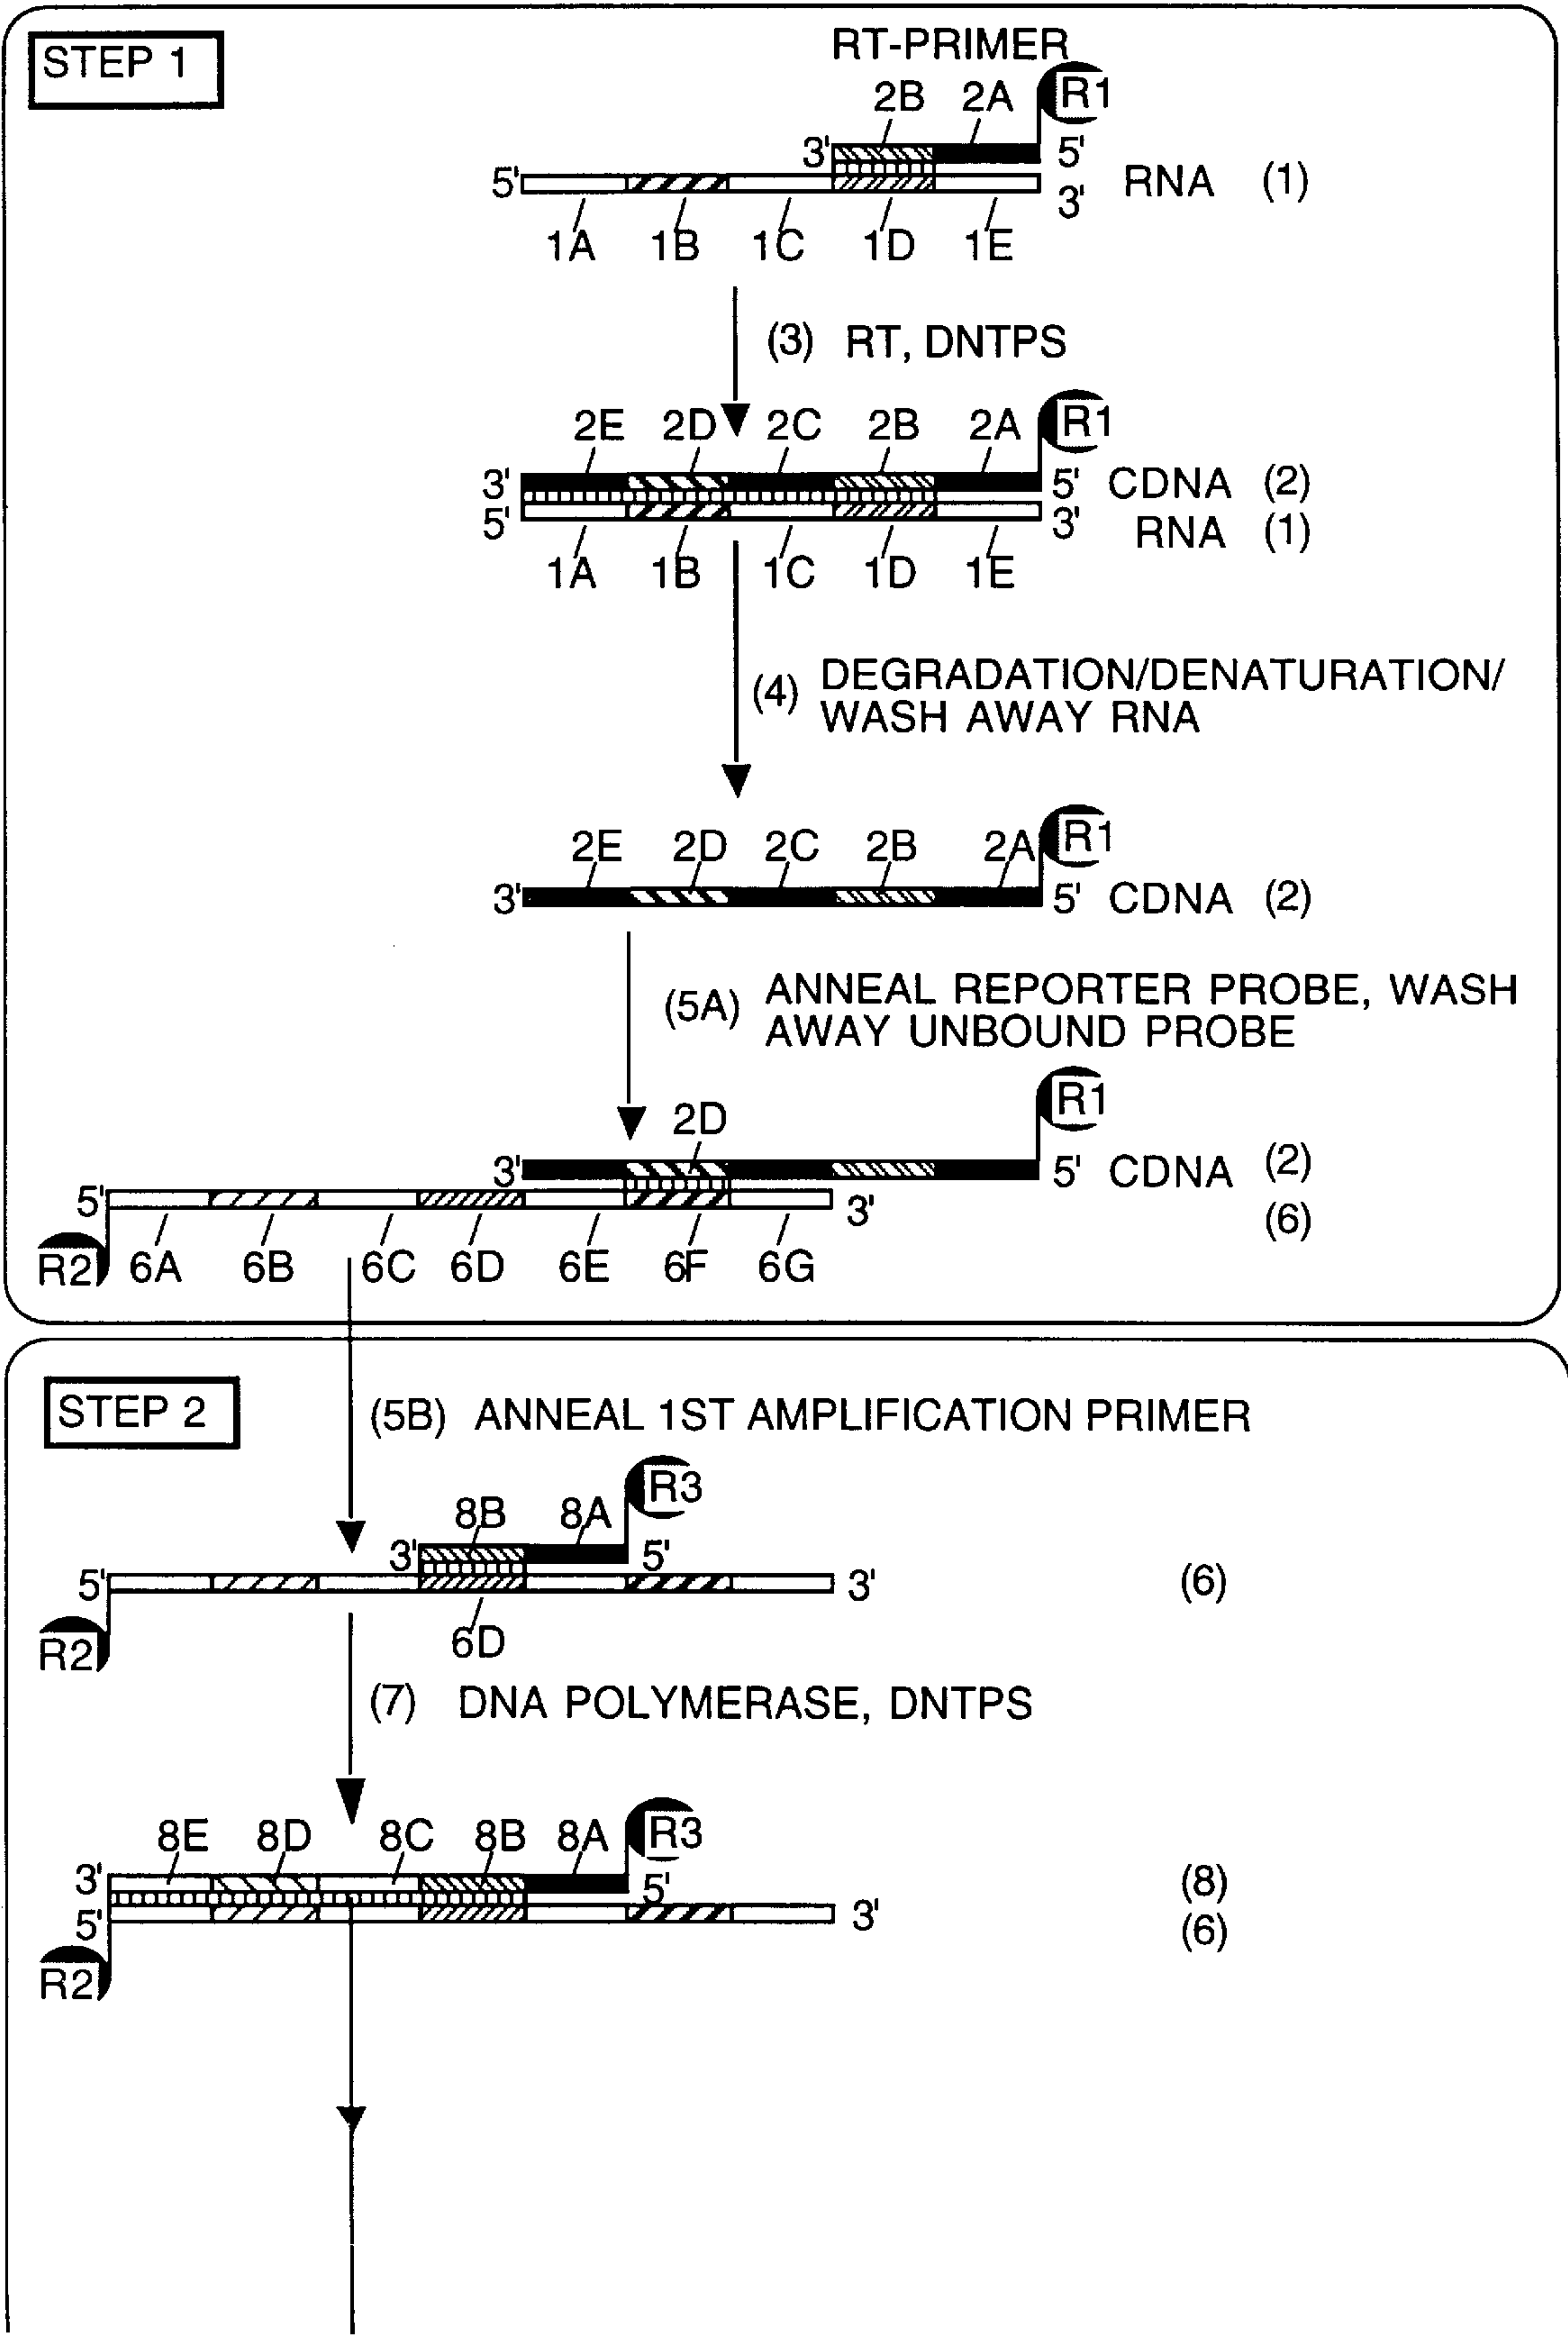 STEP 1
RT-PRIMER
2B 2A R1
3' 5'
5' 3' RNA (1)
1A 1B 1C 1D 1E
(3) RT, DNTPS
2E 2D 2C 2B 2A R1
3' 5' CDNA (2)
5' 3' RNA (1)
1A 1B 1C 1D 1E
(4) DEGRADATION/DENATURATION/
WASH AWAY RNA
2E 2D 2C 2B 2A R1
3' 5' CDNA (2)
(5A) ANNEAL REPORTER PROBE, WASH
AWAY UNBOUND PROBE
2D R1
3' 5' CDNA (2)
5' 3' (6)
R2 6A 6B 6C 6D 6E 6F 6G
STEP 2
(5B) ANNEAL 1ST AMPLIFICATION PRIMER
8B 8A R3
3' 5'
5' 3' (6)
R2 6D
(7) DNA POLYMERASE, DNTPS
8E 8D 8C 8B 8A R3
3' 5' (8)
5' 3' (6)
R2